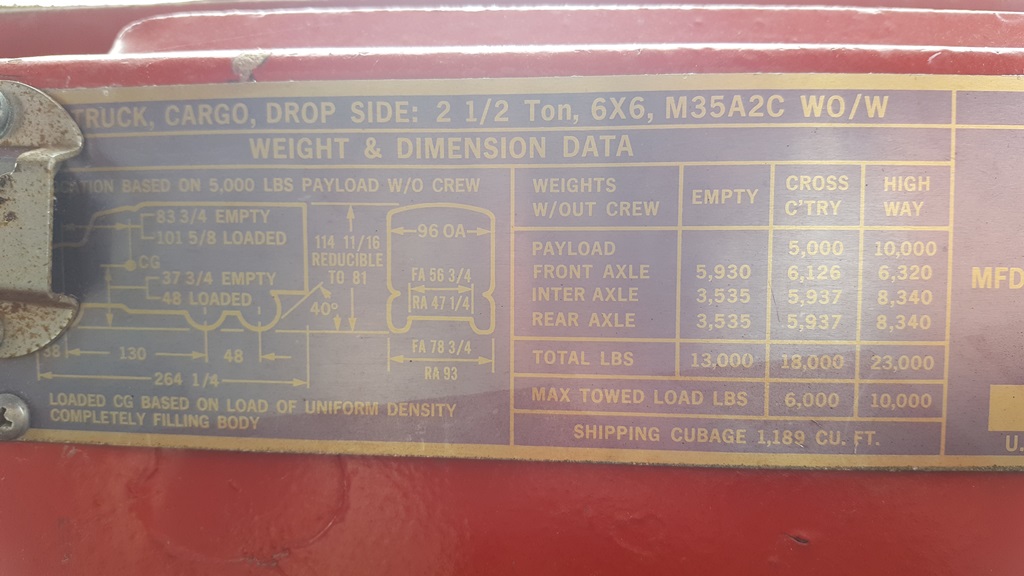 TRUCK, CARGO, DROP SIDE: 2 1/2 Ton, 6X6, M35A2C WO/W
WEIGHT & DIMENSION DATA
BASED ON 5,000 LBS PAYLOAD W/O CREW
83 3/4 EMPTY
101 5/8 LOADED
CG
37 3/4 EMPTY
48 LOADED
114 11/16
REDUCIBLE
TO 81
40°
96 OA
FA 56 3/4
RA 47 1/4
FA 78 3/4
RA 93
130
48
264 1/4
LOADED CG BASED ON LOAD OF UNIFORM DENSITY
COMPLETELY FILLING BODY
WEIGHTS W/OUT CREW EMPTY CROSS C'TRY HIGH WAY
PAYLOAD 5,000 10,000
FRONT AXLE 5,930 6,126 6,320
INTER AXLE 3,535 5,937 8,340
REAR AXLE 3,535 5,937 8,340
TOTAL LBS 13,000 18,000 23,000
MAX TOWED LOAD LBS 6,000 10,000
SHIPPING CUBAGE 1,189 CU. FT.
MFD
U.